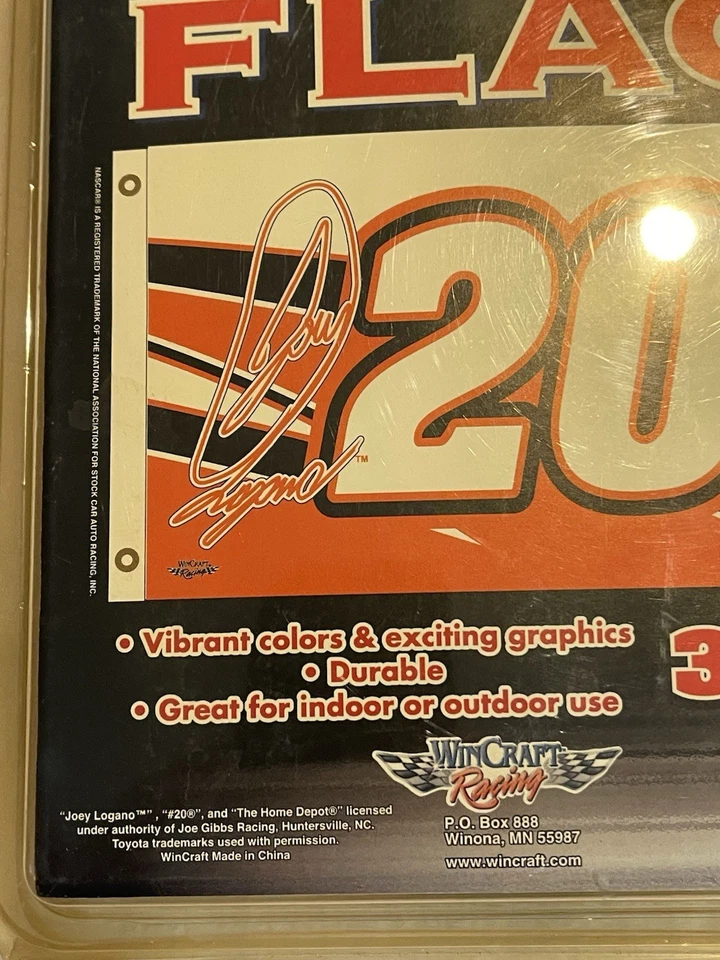 FLAG
NASCAR® IS A REGISTERED TRADEMARK OF THE NATIONAL ASSOCIATION FOR STOCK CAR AUTO RACING, INC.
20
Joey
Logano™
WINCRAFT
Racing
• Vibrant colors & exciting graphics
• Durable
• Great for indoor or outdoor use
3
WINCRAFT
Racing
"Joey Logano™" , "#20®", and "The Home Depot®" licensed
under authority of Joe Gibbs Racing, Huntersville, NC.
Toyota trademarks used with permission.
WinCraft Made in China
P.O. Box 888
Winona, MN 55987
www.wincraft.com